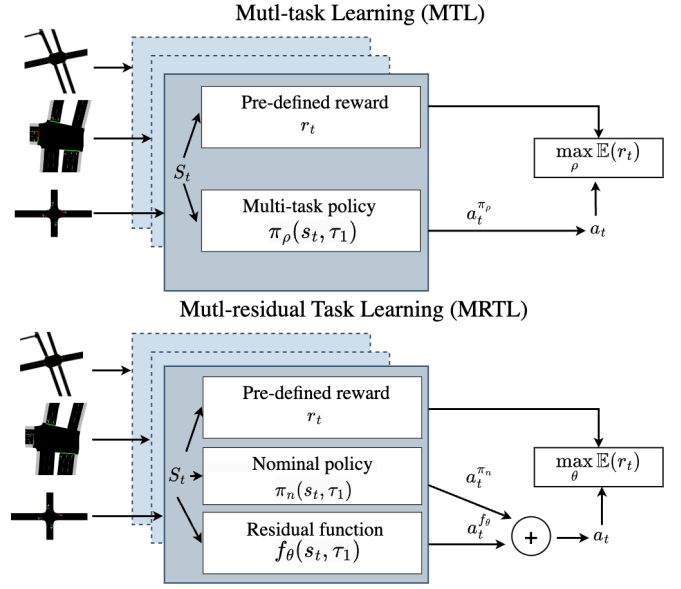 Mutl-task Learning (MTL)
Pre-defined reward
r_t
S_t
max_ρ 𝔼(r_t)
Multi-task policy
π_ρ(s_t, τ_1)
a_t^{π_ρ}
a_t
Mutl-residual Task Learning (MRTL)
Pre-defined reward
r_t
Nominal policy
π_n(s_t, τ_1)
S_t
a_t^{π_n}
max_θ 𝔼(r_t)
Residual function
f_θ(s_t, τ_1)
a_t^{f_θ}
+
a_t